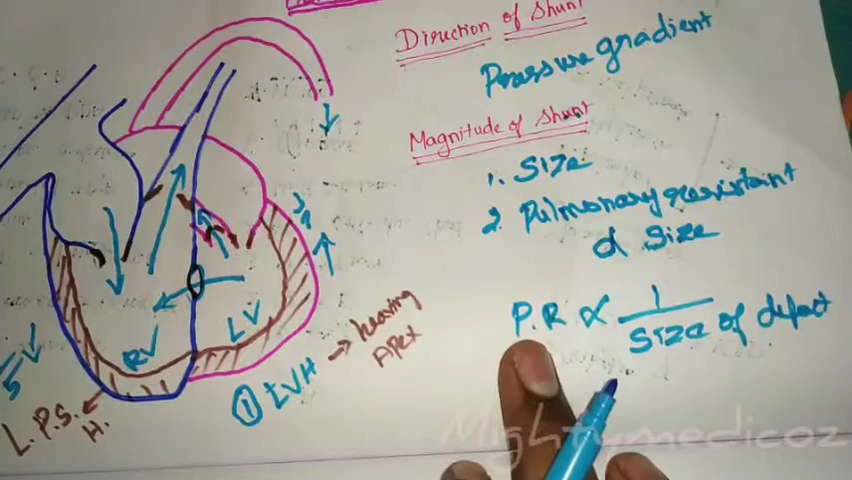 Direction of Shunt
Pressure gradient
Magnitude of Shunt
1. Size
2. Pulmonary resistant
α Size
P.R ∝ 1
Size of defect
RV
LV
① LVH → heaving
Apex
L.P.S.
H.
Mightymedicoz